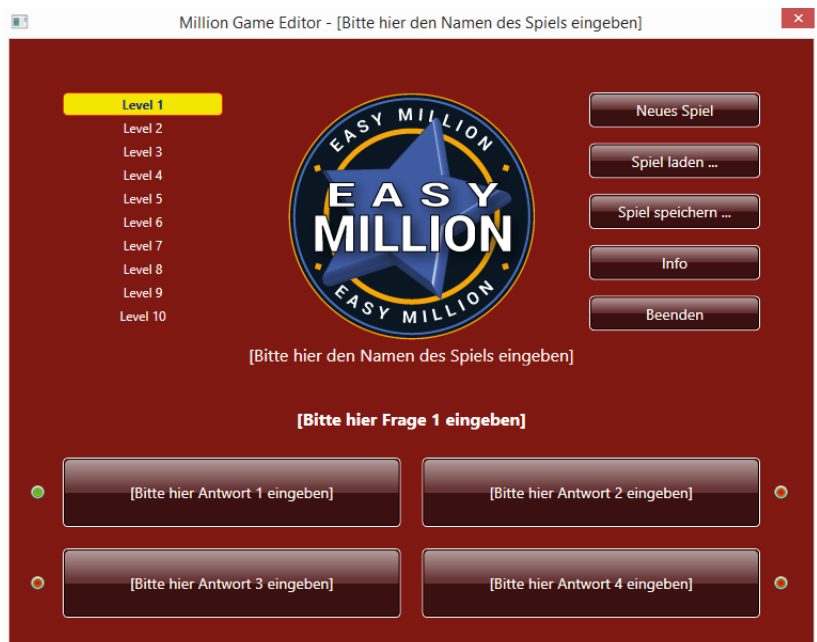 Million Game Editor - [Bitte hier den Namen des Spiels eingeben]
Level 1
Level 2
Level 3
Level 4
Level 5
Level 6
Level 7
Level 8
Level 9
Level 10
EASY MILLION
EASY
MILLION
EASY MILLION
Neues Spiel
Spiel laden ...
Spiel speichern ...
Info
Beenden
[Bitte hier den Namen des Spiels eingeben]
[Bitte hier Frage 1 eingeben]
[Bitte hier Antwort 1 eingeben]
[Bitte hier Antwort 2 eingeben]
[Bitte hier Antwort 3 eingeben]
[Bitte hier Antwort 4 eingeben]